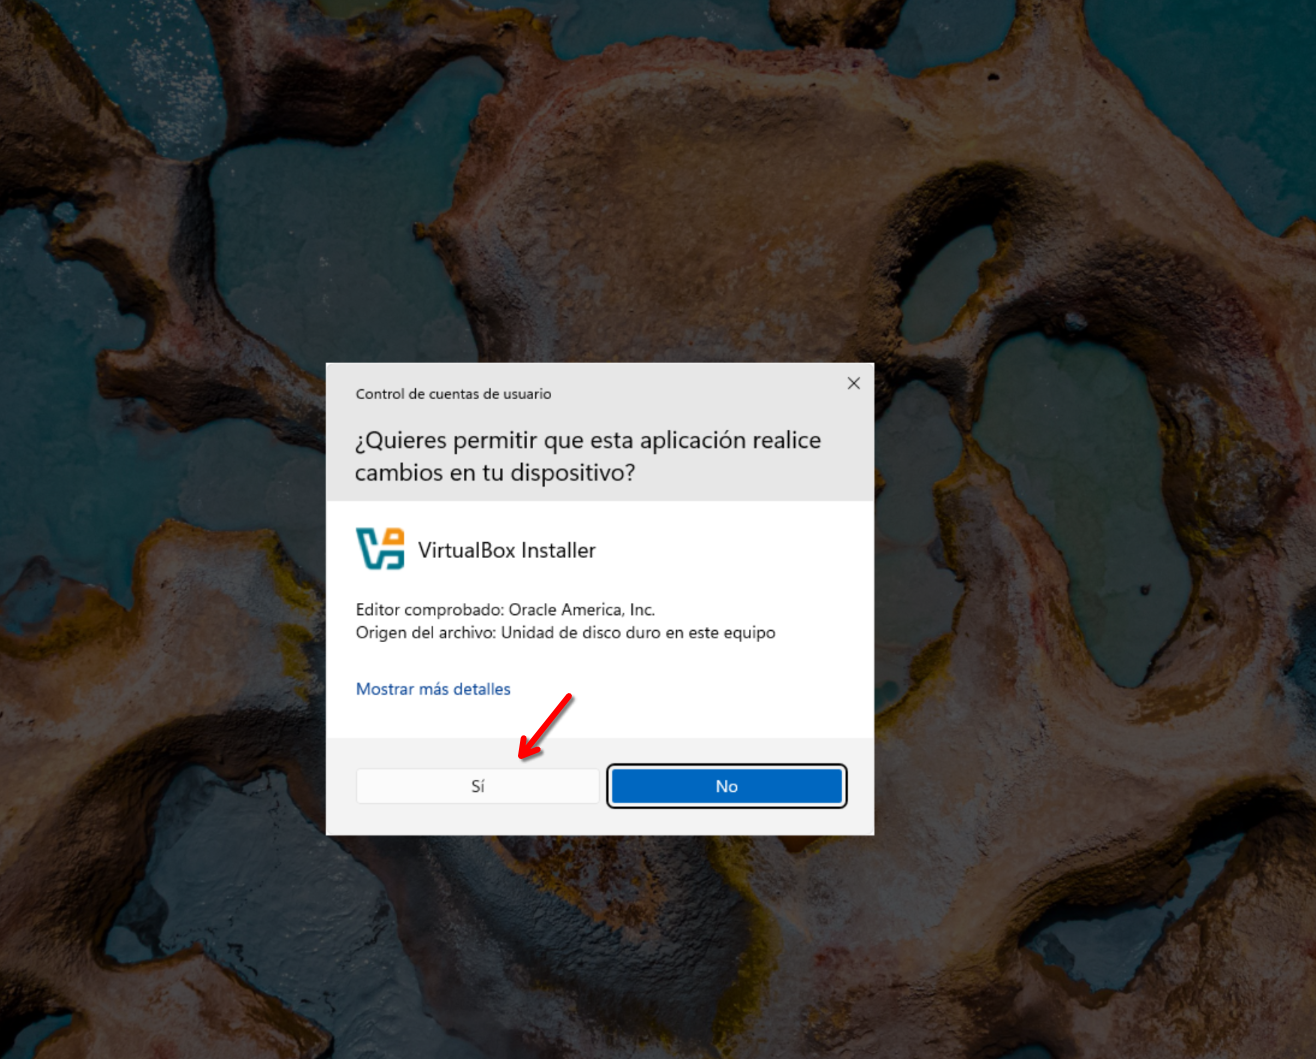 Control de cuentas de usuario
¿Quieres permitir que esta aplicación realice
cambios en tu dispositivo?
VirtualBox Installer
Editor comprobado: Oracle America, Inc.
Origen del archivo: Unidad de disco duro en este equipo
Mostrar más detalles
Sí
No